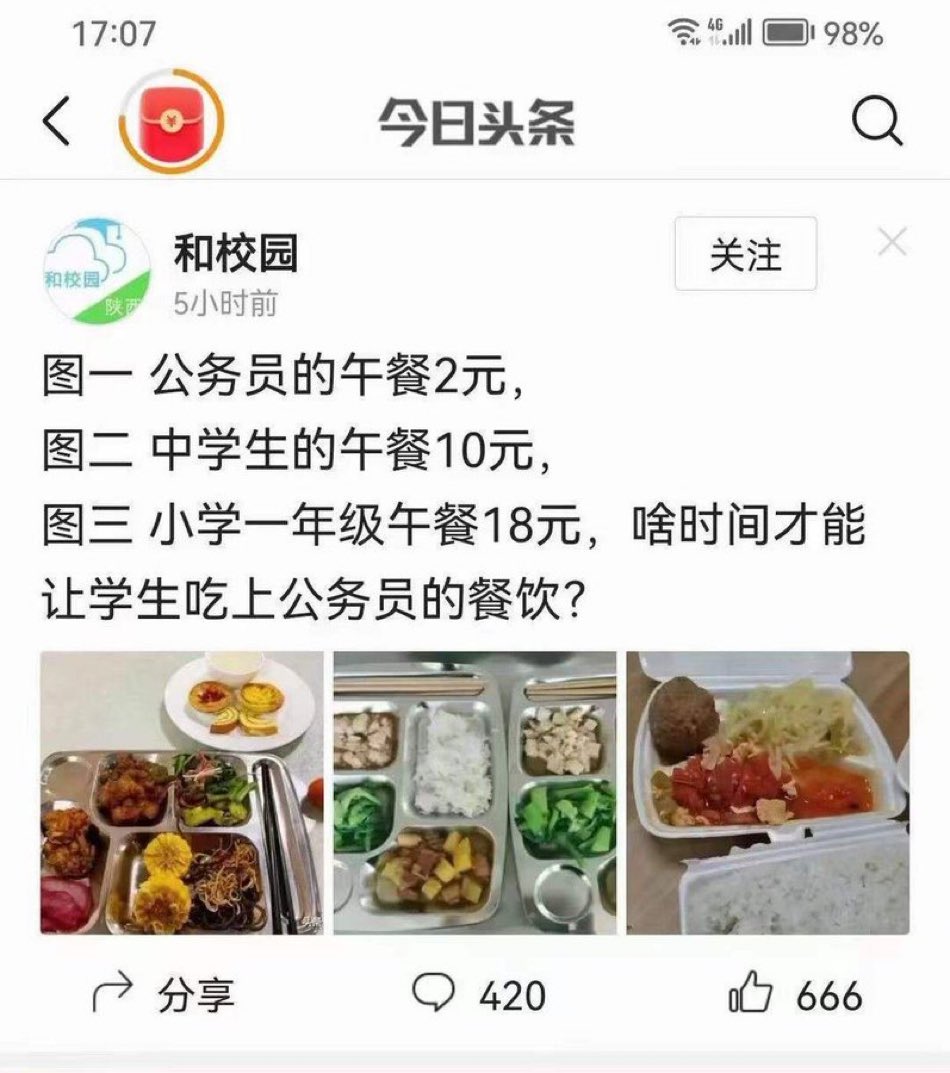 17:07
4G
98%
¥
今日头条
和校园
陕西
和校园
5小时前
关注
图一 公务员的午餐2元，
图二 中学生的午餐10元，
图三 小学一年级午餐18元，啥时间才能
让学生吃上公务员的餐饮？
头条
分享
420
666